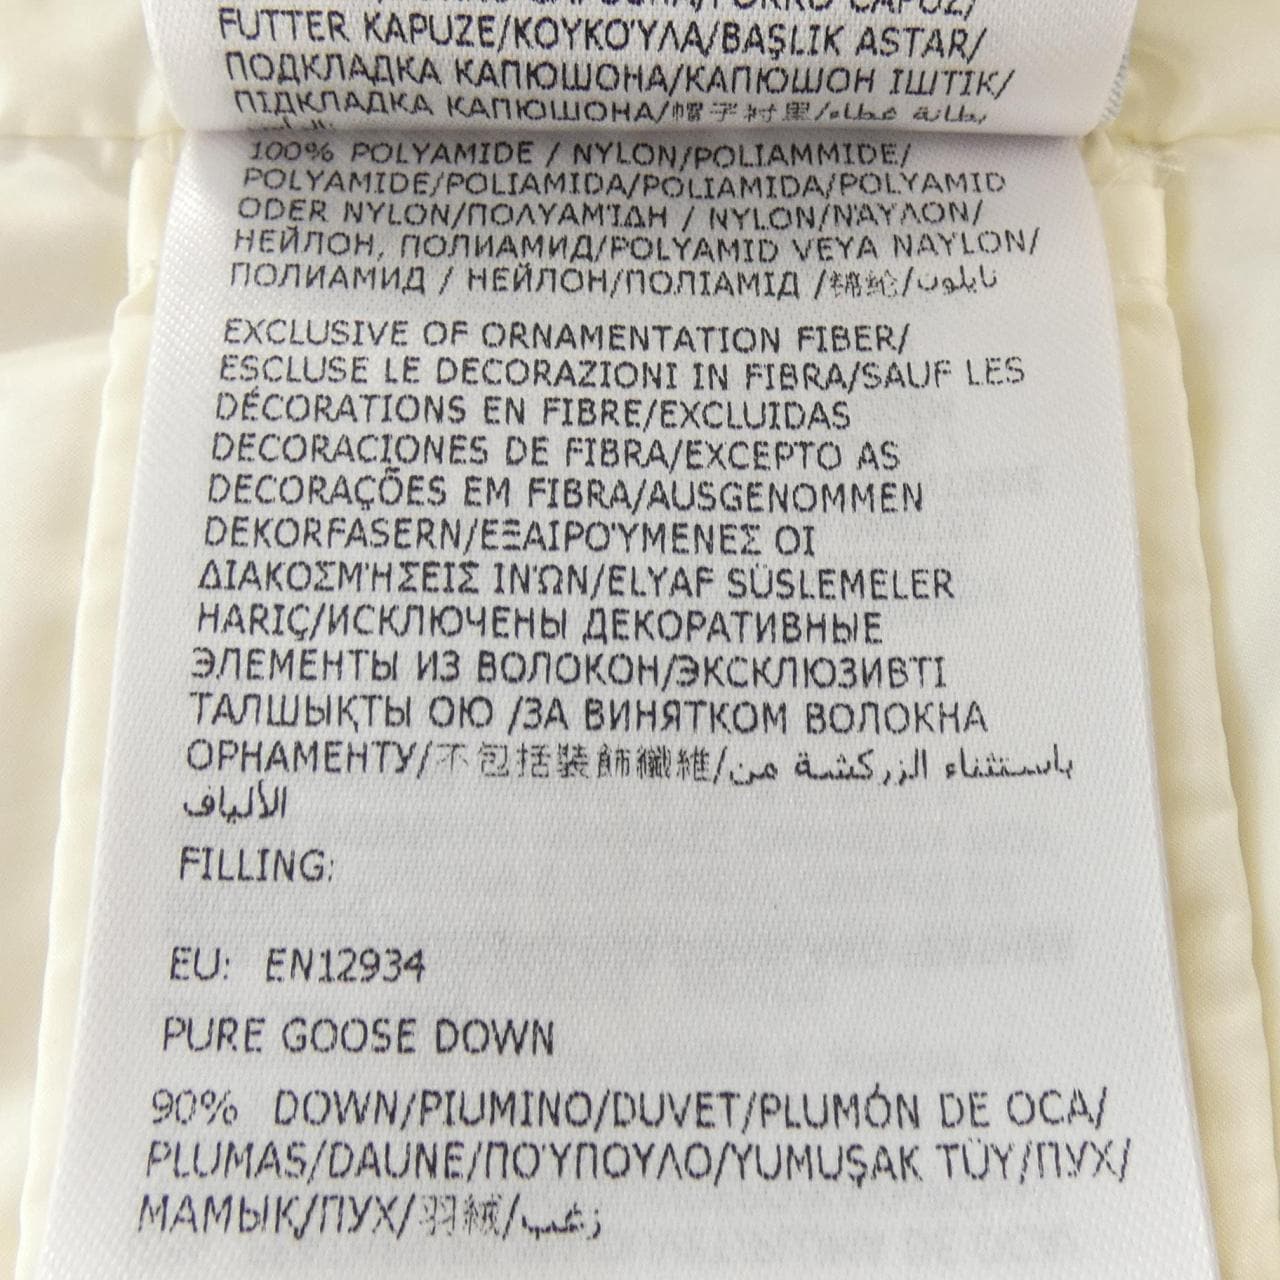 FUTTER KAPUZE/ΚΟΥΚΟΎΛΑ/BAŞLIK ASTAR/
ПОДКЛАДКА КАПЮШОНА/КАПЮШОН ІШТІК/
ПІДКЛАДКА КАПЮШОНА/帽子衬里/بطانة غطاء
100% POLYAMIDE / NYLON/POLIAMMIDE/
POLYAMIDE/POLIAMIDA/POLIAMIDA/POLYAMID
ODER NYLON/ΠΟΛΥΑΜΊΔΗ / NYLON/ΝΆΥΛΟΝ/
НЕЙЛОН, ПОЛИАМИД/POLYAMID VEYA NAYLON/
ПОЛИАМИД / НЕЙЛОН/ПОЛІАМІД /锦纶/نايلون
EXCLUSIVE OF ORNAMENTATION FIBER/
ESCLUSE LE DECORAZIONI IN FIBRA/SAUF LES
DÉCORATIONS EN FIBRE/EXCLUIDAS
DECORACIONES DE FIBRA/EXCEPTO AS
DECORAÇÕES EM FIBRA/AUSGENOMMEN
DEKORFASERN/ΕΞΑΙΡΟΎΜΕΝΕΣ ΟΙ
ΔΙΑΚΟΣΜΉΣΕΙΣ ΙΝΏΝ/ELYAF SÜSLEMELER
HARIÇ/ИСКЛЮЧЕНЫ ДЕКОРАТИВНЫЕ
ЭЛЕМЕНТЫ ИЗ ВОЛОКОН/ЭКСКЛЮЗИВТІ
ТАЛШЫҚТЫ ОЮ /ЗА ВИНЯТКОМ ВОЛОКНА
ОРНАМЕНТУ/不包括裝飾纖維/باستثناء الزركشة من
الألياف
FILLING:
EU: EN12934
PURE GOOSE DOWN
90% DOWN/PIUMINO/DUVET/PLUMÓN DE OCA/
PLUMAS/DAUNE/ΠΟΎΠΟΥΛΟ/YUMUŞAK TÜY/ПУХ/
МАМЫҚ/ПУХ/羽絨/زغب